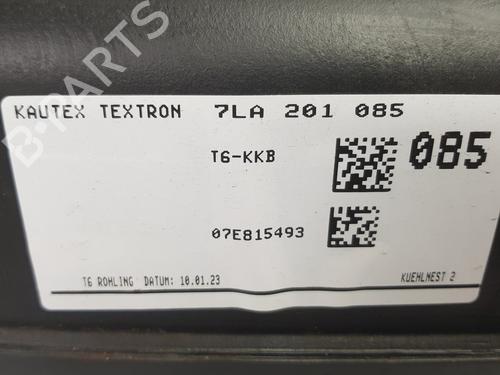 KAUTEX TEXTRON 7LA 201 085
T6-KKB
085
07E815493
T6 ROHLING DATUM: 10.01.23
KUEHLNEST 2
B-PARTS